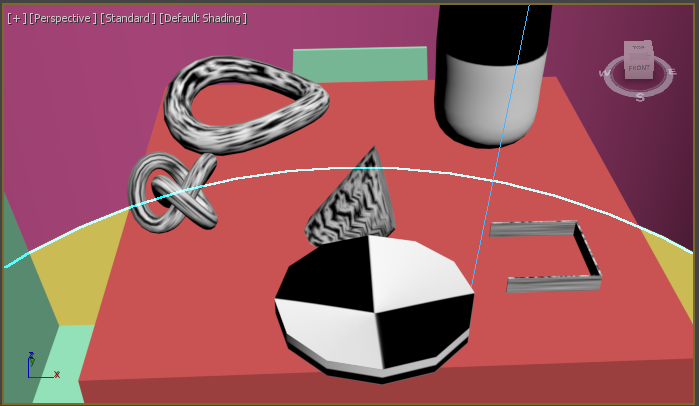 [+] [Perspective] [Standard] [Default Shading]
TOP
W FRONT E
S
Z
X